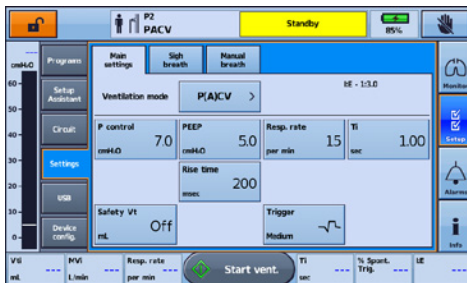 P2
PACV
Standby
85%
cmH2O
60-
50-
40-
30-
20-
10-
0-
Programs
Setup
Assistant
Circuit
Settings
USB
Device
config.
Main
settings
Sigh
breath
Manual
breath
Ventilation mode
P(A)CV >
I:E - 1:3.0
P control
7.0
cmH2O
PEEP
5.0
cmH2O
Resp. rate
15
per min
Ti
1.00
sec
Rise time
200
msec
Safety Vt
Off
mL
Trigger
Medium
Monitor
Setup
Alarms
Info
Vti
---
mL
MVi
---
L/min
Resp. rate
---
per min
Start vent.
Ti
---
sec
% Spont.
Trig.
---
I:E
---